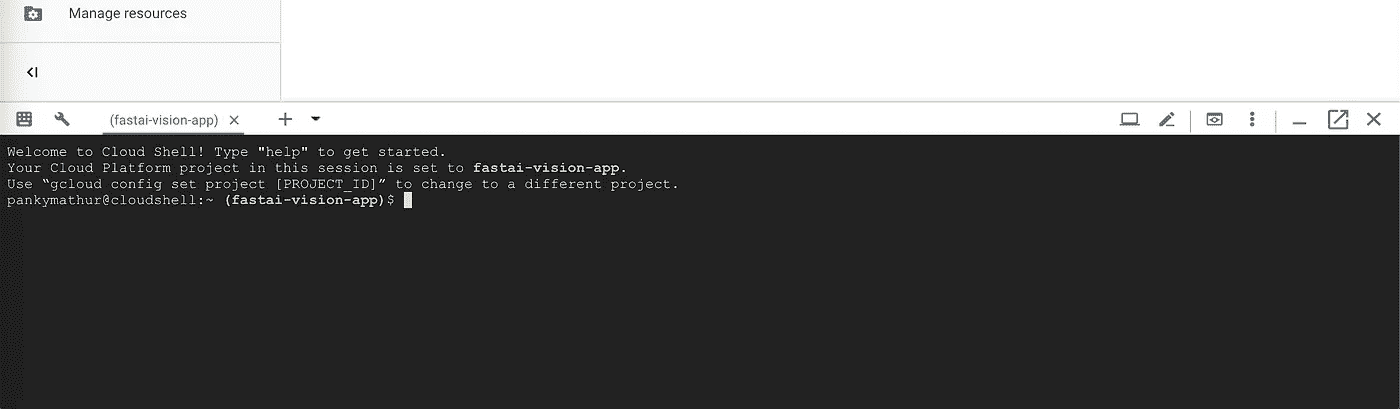 Manage resources
(fastai-vision-app)
Welcome to Cloud Shell! Type "help" to get started.
Your Cloud Platform project in this session is set to fastai-vision-app.
Use “gcloud config set project [PROJECT_ID]” to change to a different project.
pankymathur@cloudshell:~ (fastai-vision-app)$